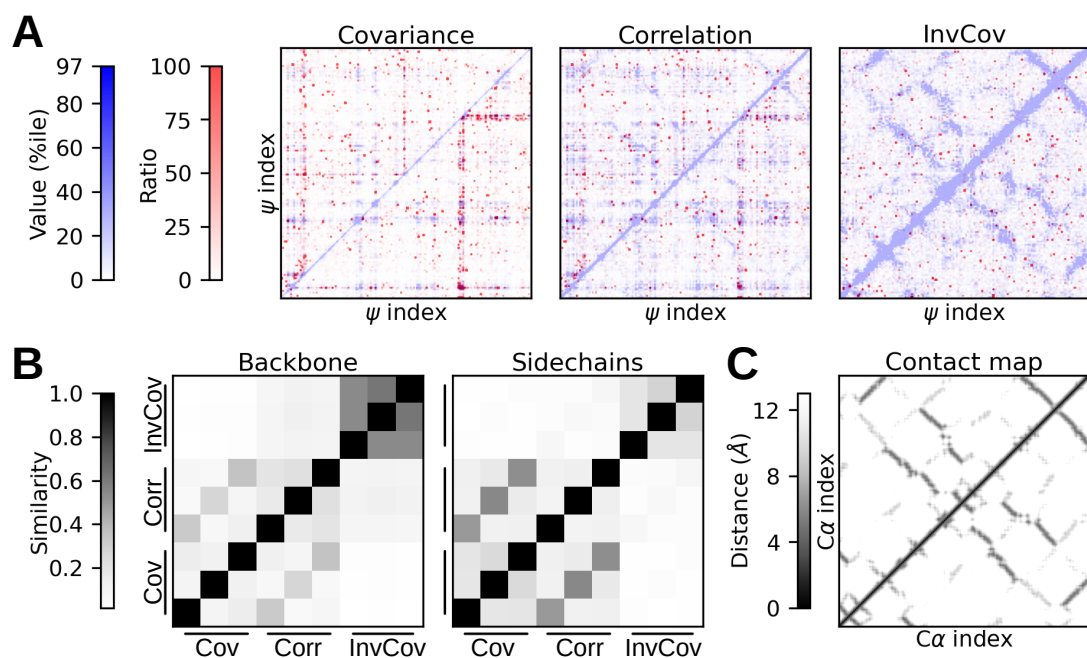 A
Covariance
Correlation
InvCov
97
80
60
40
20
0
Value (%ile)
100
75
50
25
0
Ratio
ψ index
ψ index
ψ index
ψ index
B
Backbone
Sidechains
C
Contact map
1.0
0.8
0.6
0.4
0.2
Similarity
InvCov
Corr
Cov
Cov
Corr
InvCov
Cov
Corr
InvCov
12
8
4
0
Distance (Å)
Cα index
Cα index